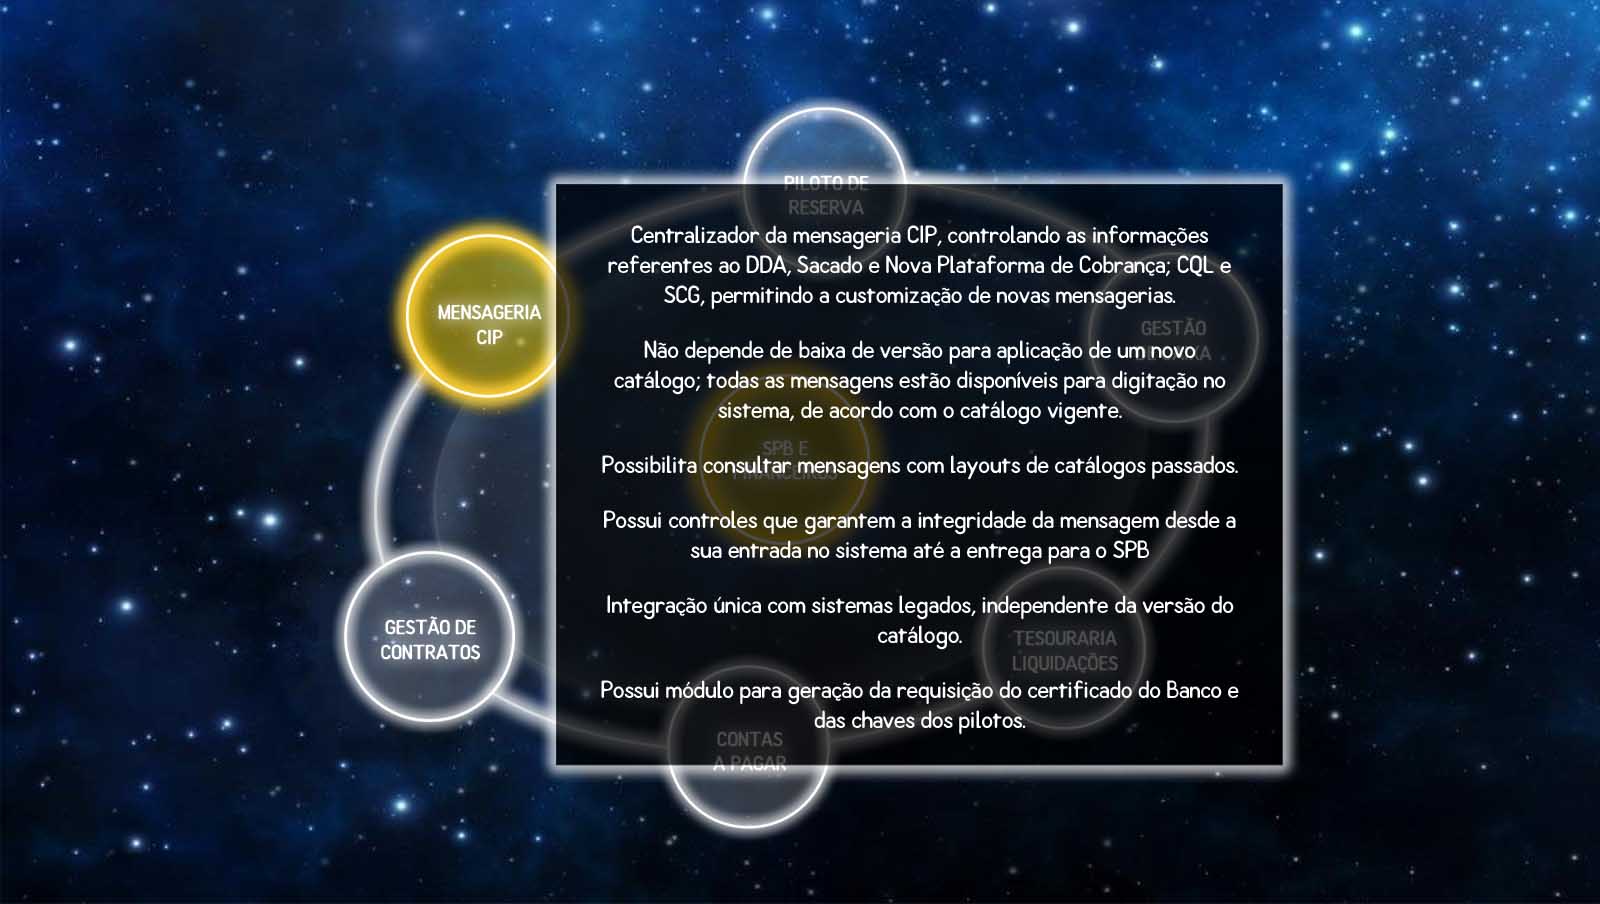 PILOTO DE
RESERVA
MENSAGERIA
CIP
Centralizador da mensageria CIP, controlando as informações
referentes ao DDA, Sacado e Nova Plataforma de Cobrança; CQL e
SCG, permitindo a customização de novas mensagerias.
GESTÃO
Não depende de baixa de versão para aplicação de um novo
catálogo; todas as mensagens estão disponíveis para digitação no
sistema, de acordo com o catálogo vigente.
SPB E
FINANCEIROS
Possibilita consultar mensagens com layouts de catálogos passados.
Possui controles que garantem a integridade da mensagem desde a
sua entrada no sistema até a entrega para o SPB
Integração única com sistemas legados, independente da versão do
catálogo.
GESTÃO DE
CONTRATOS
TESOURARIA
LIQUIDAÇÕES
Possui módulo para geração da requisição do certificado do Banco e
das chaves dos pilotos.
CONTAS
A PAGAR